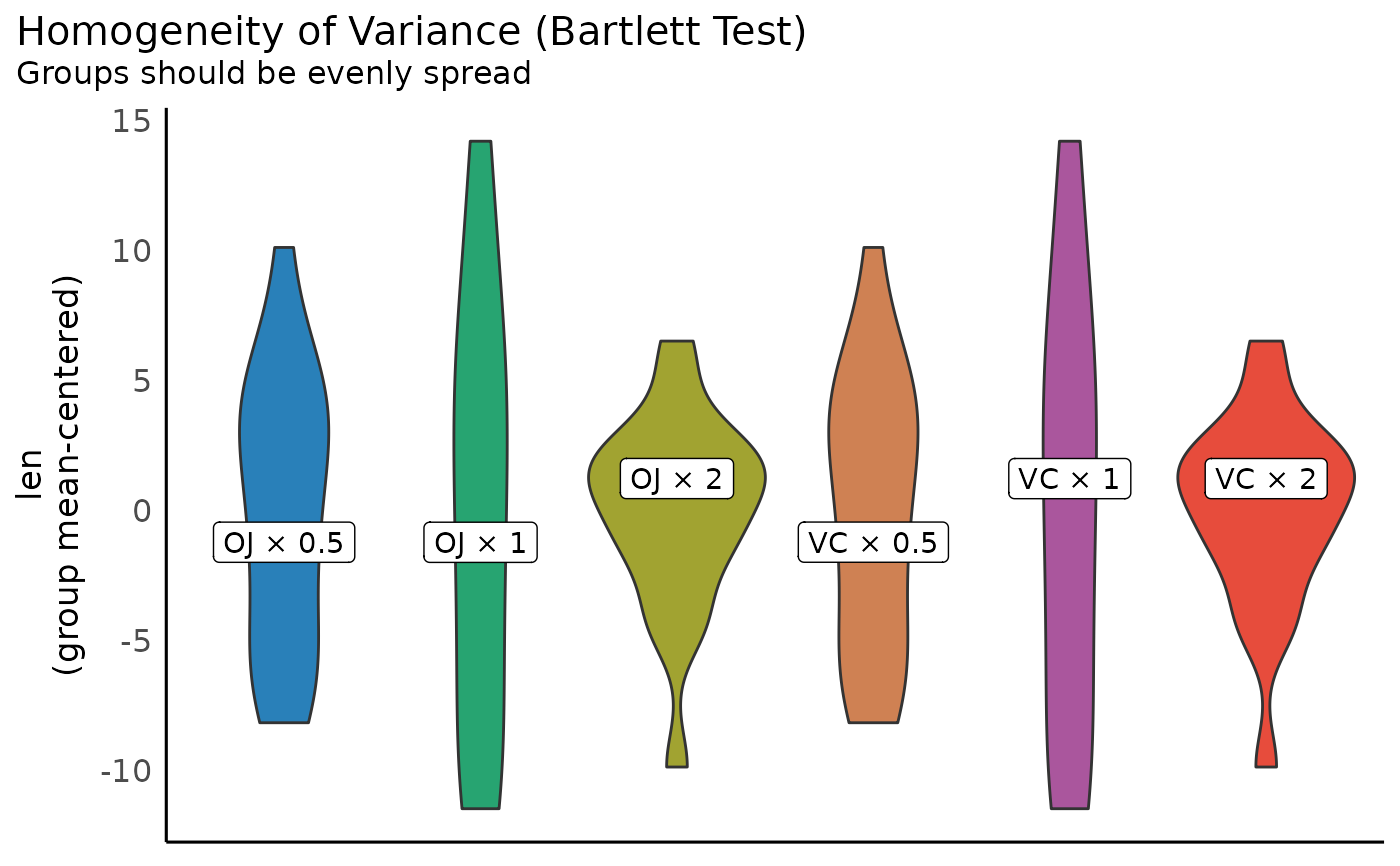 Homogeneity of Variance (Bartlett Test)
Groups should be evenly spread
len
(group mean-centered)
15
10
5
0
-5
-10
OJ × 0.5
OJ × 1
OJ × 2
VC × 0.5
VC × 1
VC × 2